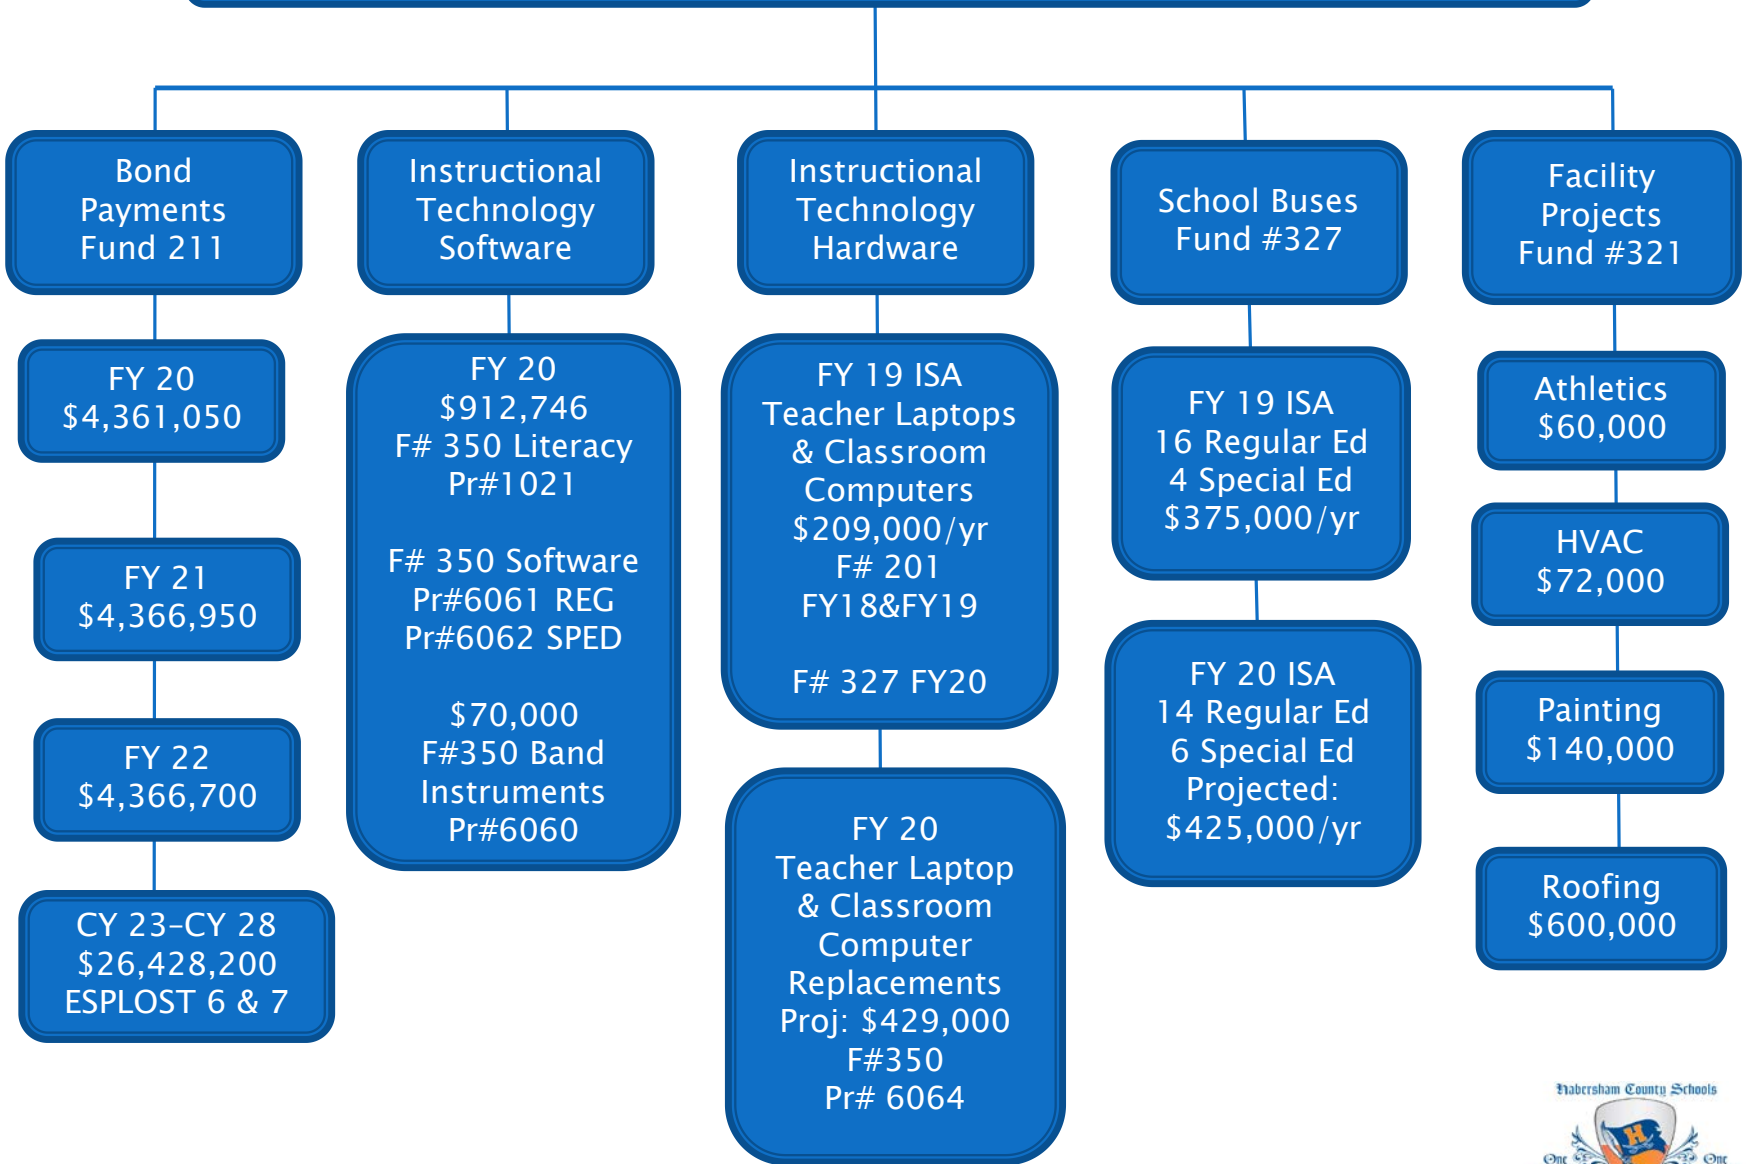 Bond
Payments
Fund 211
FY 20
$4,361,050
FY 21
$4,366,950
FY 22
$4,366,700
CY 23–CY 28
$26,428,200
ESPLOST 6 & 7
Instructional
Technology
Software
FY 20
$912,746
F# 350 Literacy
Pr#1021
F# 350 Software
Pr#6061 REG
Pr#6062 SPED
$70,000
F#350 Band
Instruments
Pr#6060
Instructional
Technology
Hardware
FY 19 ISA
Teacher Laptops
& Classroom
Computers
$209,000/yr
F# 201
FY18&FY19
F# 327 FY20
FY 20
Teacher Laptop
& Classroom
Computer
Replacements
Proj: $429,000
F#350
Pr# 6064
School Buses
Fund #327
FY 19 ISA
16 Regular Ed
4 Special Ed
$375,000/yr
FY 20 ISA
14 Regular Ed
6 Special Ed
Projected:
$425,000/yr
Facility
Projects
Fund #321
Athletics
$60,000
HVAC
$72,000
Painting
$140,000
Roofing
$600,000
Habersham County Schools
H
One One